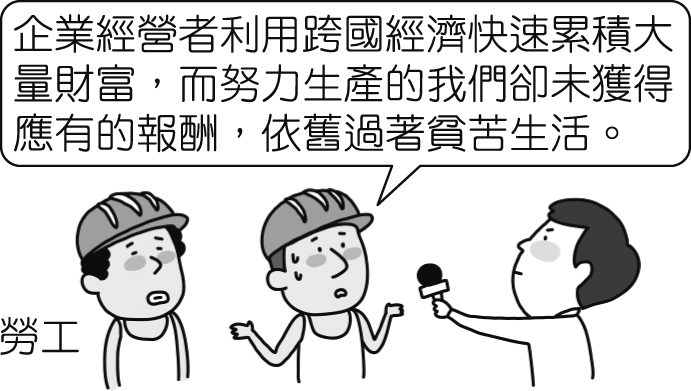 企業經營者利用跨國經濟快速累積大
量財富，而努力生產的我們卻未獲得
應有的報酬，依舊過著貧苦生活。
勞工